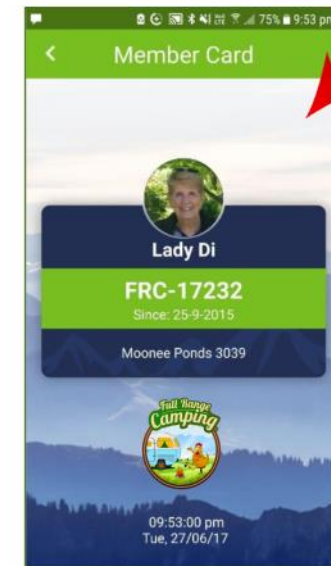 75% 9:53 pm
Member Card
Lady Di
FRC-17232
Since: 25-9-2015
Moonee Ponds 3039
Full Range
Camping
09:53:00 pm
Tue, 27/06/17